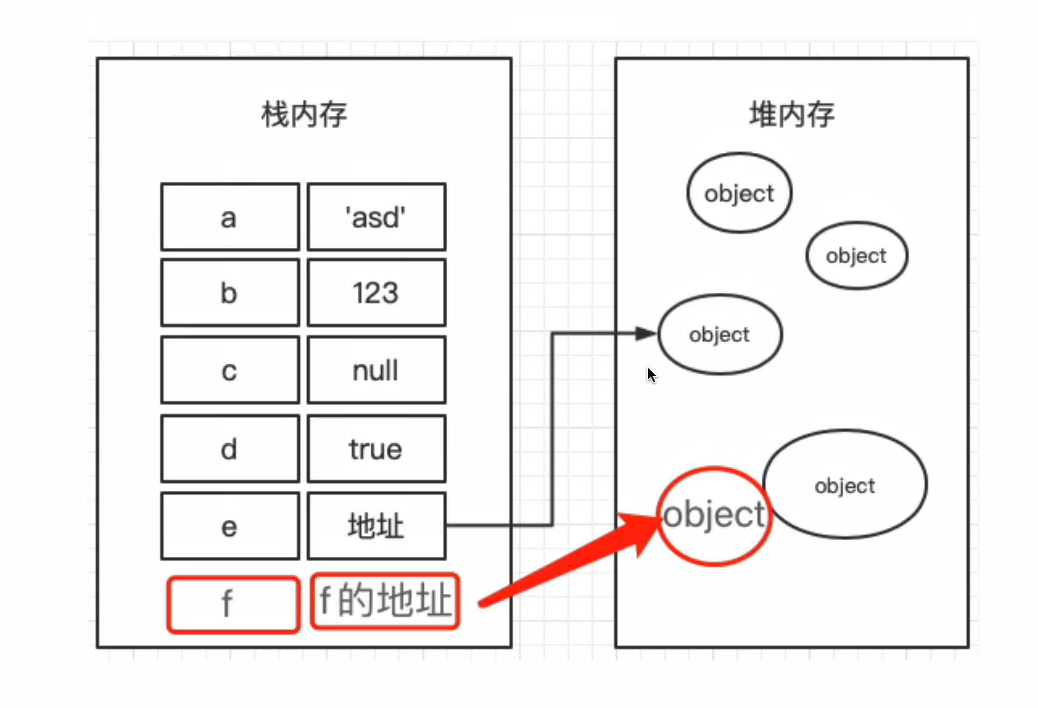 栈内存
堆内存
a 'asd'
b 123
c null
d true
e 地址
f f的地址
object
object
object
object
object